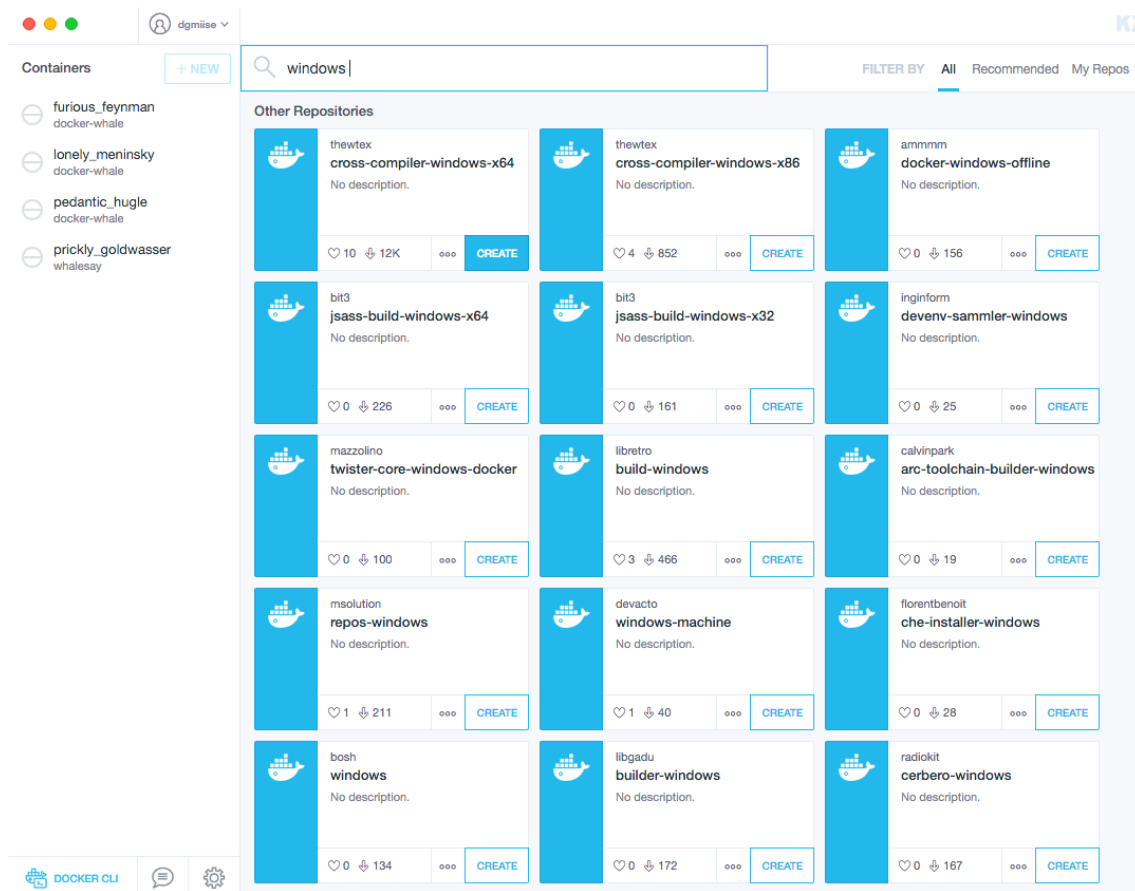 dgmiise
Containers
+ NEW
furious_feynman
docker-whale
lonely_meninsky
docker-whale
pedantic_hugle
docker-whale
prickly_goldwasser
whalesay
DOCKER CLI
windows
FILTER BY All Recommended My Repos
Other Repositories
thewtex
cross-compiler-windows-x64
No description.
10 12K CREATE
thewtex
cross-compiler-windows-x86
No description.
4 852 CREATE
ammmm
docker-windows-offline
No description.
0 156 CREATE
bit3
jsass-build-windows-x64
No description.
0 226 CREATE
bit3
jsass-build-windows-x32
No description.
0 161 CREATE
inginform
devenv-sammler-windows
No description.
0 25 CREATE
mazzolino
twister-core-windows-docker
No description.
0 100 CREATE
libretro
build-windows
No description.
3 466 CREATE
calvinpark
arc-toolchain-builder-windows
No description.
0 19 CREATE
msolution
repos-windows
No description.
1 211 CREATE
devacto
windows-machine
No description.
1 40 CREATE
florentbenoit
che-installer-windows
No description.
0 28 CREATE
bosh
windows
No description.
0 134 CREATE
libgadu
builder-windows
No description.
0 172 CREATE
radiokit
cerbero-windows
No description.
0 167 CREATE